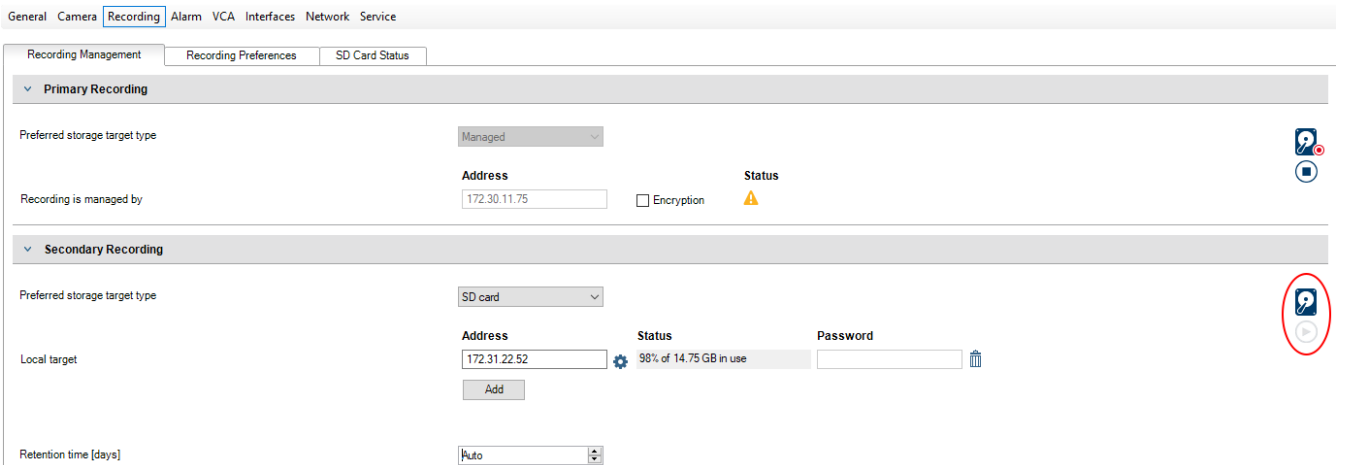 General Camera Recording Alarm VCA Interfaces Network Service
Recording Management Recording Preferences SD Card Status
Primary Recording
Preferred storage target type Managed
Address Status
Recording is managed by 172.30.11.75 Encryption
Secondary Recording
Preferred storage target type SD card
Address Status Password
Local target 172.31.22.52 98% of 14.75 GB in use
Add
Retention time [days] Auto